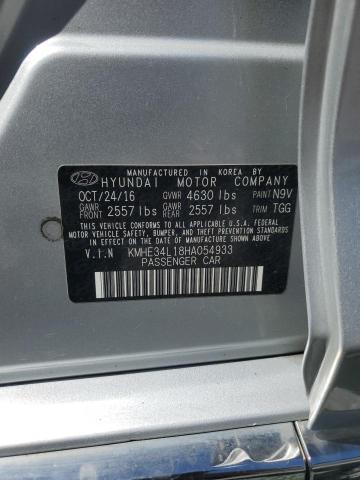 MANUFACTURED IN KOREA BY
HYUNDAI MOTOR COMPANY
OCT/24/16 GVWR 4630 lbs PAINT N9V
GAWR FRONT 2557 lbs GAWR REAR 2557 lbs TRIM TGG
THIS VEHICLE CONFORMS TO ALL APPLICABLE U.S.A. FEDERAL
MOTOR VEHICLE SAFETY, BUMPER, AND THEFT PREVENTION
STANDARDS IN EFFECT ON THE DATE OF MANUFACTURE
SHOWN ABOVE.
V.I.N KMHE34L18HA054933
PASSENGER CAR